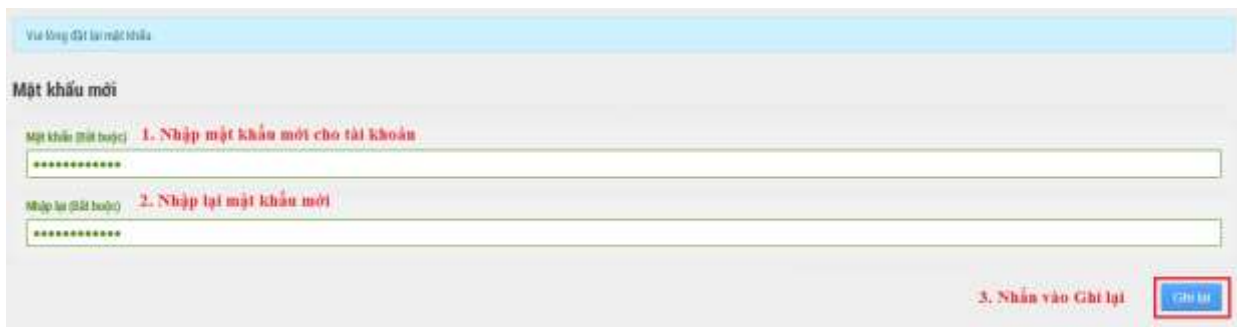 Vui lòng đặt lại mật khẩu
Mật khẩu mới
Mật khẩu (Bắt buộc) 1. Nhập mật khẩu mới cho tài khoản
************
Nhập lại (Bắt buộc) 2. Nhập lại mật khẩu mới
************
3. Nhấn vào Ghi lại Ghi lại